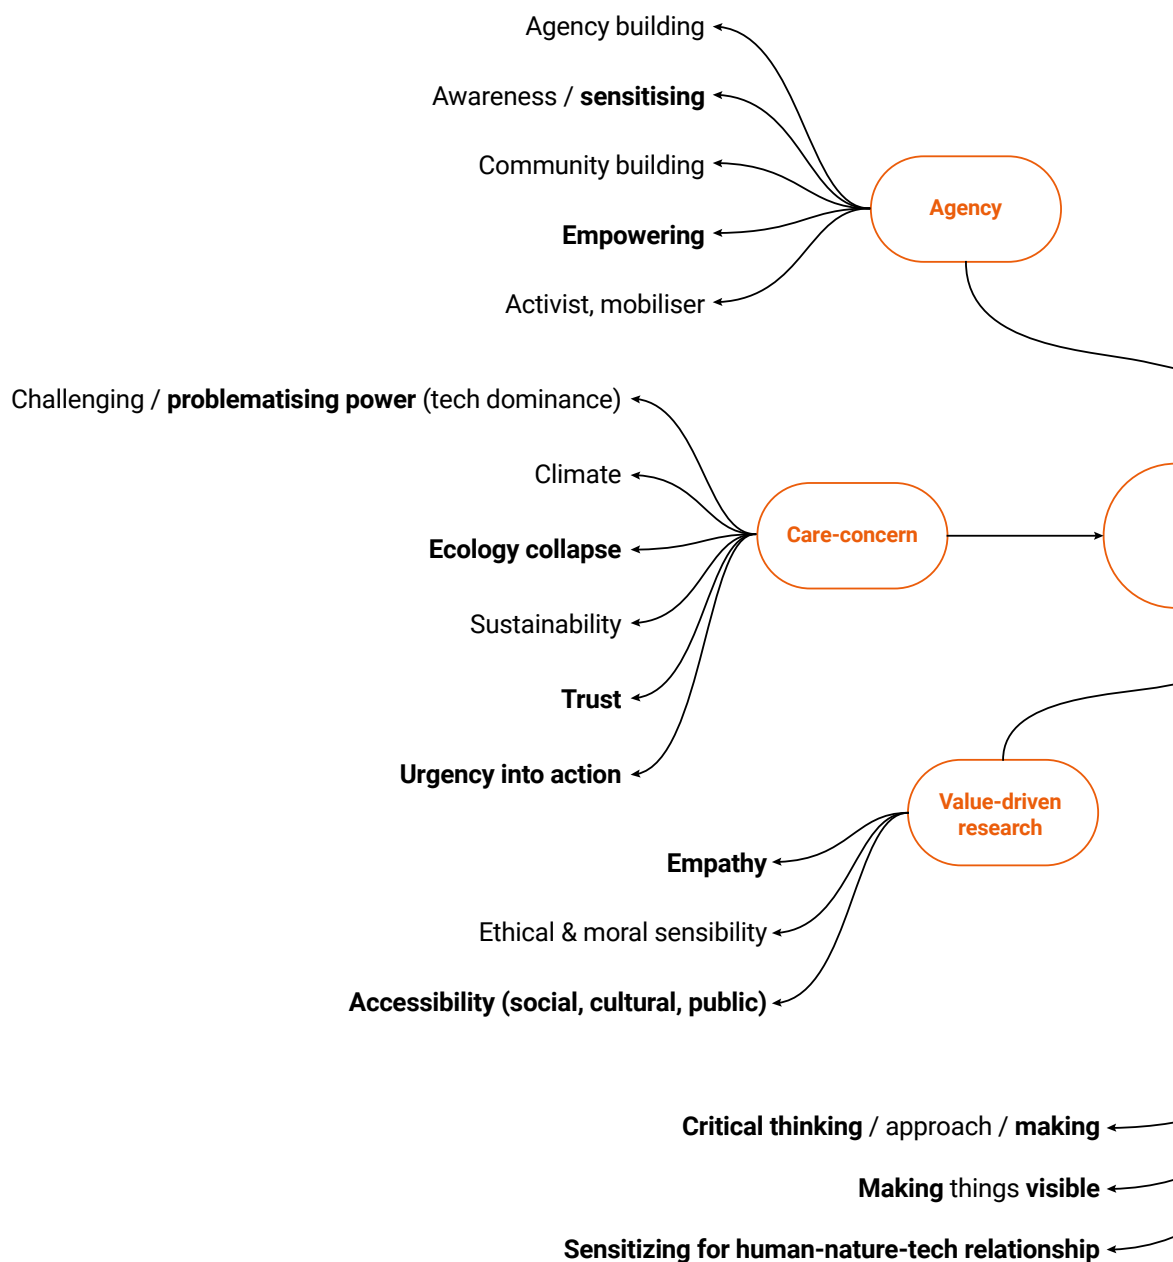 Agency building
Awareness / sensitising
Community building
Empowering
Activist, mobiliser
Agency
Challenging / problematising power (tech dominance)
Climate
Ecology collapse
Sustainability
Trust
Urgency into action
Care-concern
Value-driven
research
Empathy
Ethical & moral sensibility
Accessibility (social, cultural, public)
Critical thinking / approach / making
Making things visible
Sensitizing for human-nature-tech relationship